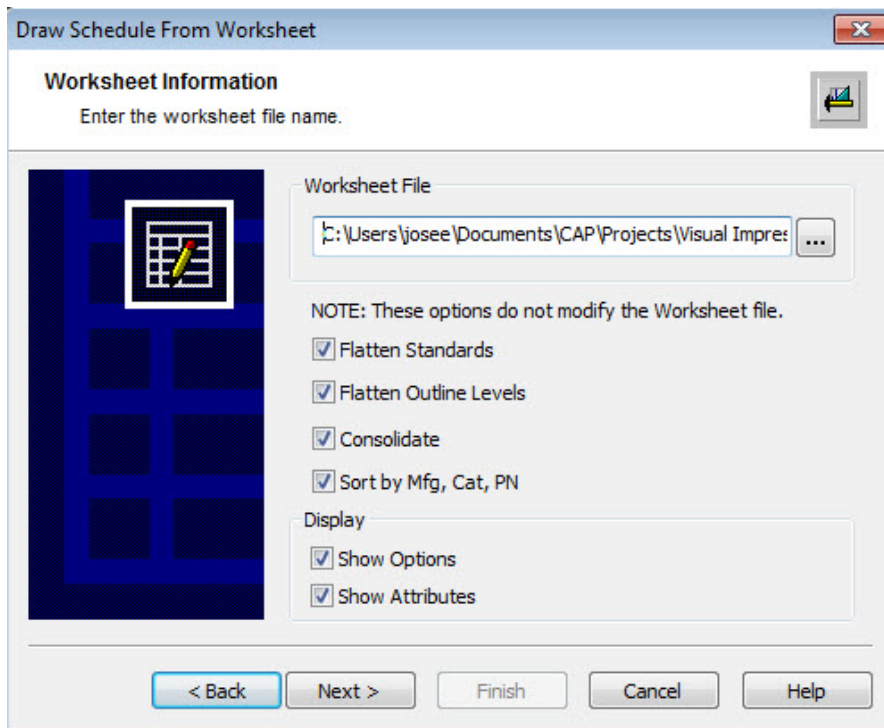 Draw Schedule From Worksheet
Worksheet Information
Enter the worksheet file name.
Worksheet File
C:\Users\josee\Documents\CAP\Projects\Visual Impres
...
NOTE: These options do not modify the Worksheet file.
Flatten Standards
Flatten Outline Levels
Consolidate
Sort by Mfg, Cat, PN
Display
Show Options
Show Attributes
< Back Next > Finish Cancel Help